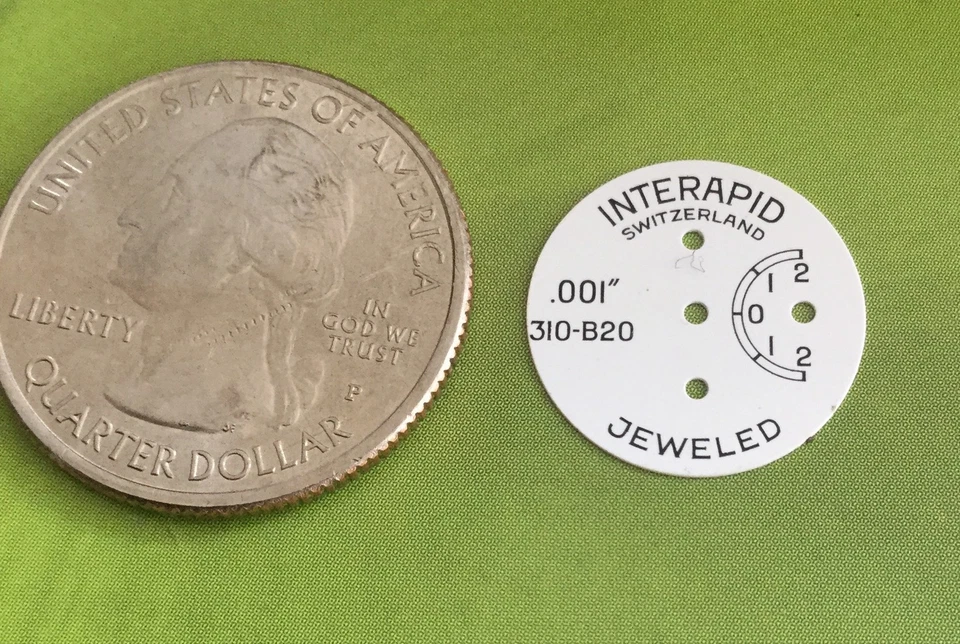 UNITED STATES OF AMERICA
LIBERTY
IN
GOD WE
TRUST
P
JF
QUARTER DOLLAR
INTERAPID
SWITZERLAND
.001″
310-B20
2
1
0
1
2
JEWELED